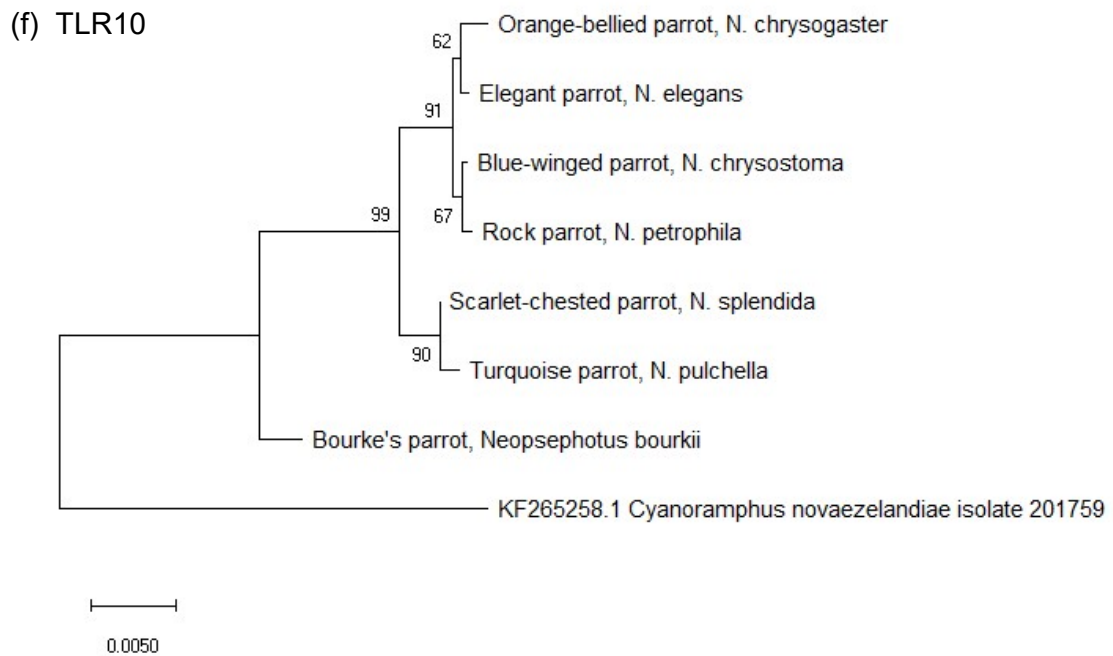 (f) TLR10
Orange-bellied parrot, N. chrysogaster
62
Elegant parrot, N. elegans
91
Blue-winged parrot, N. chrysostoma
99
67
Rock parrot, N. petrophila
Scarlet-chested parrot, N. splendida
90
Turquoise parrot, N. pulchella
Bourke's parrot, Neopsephotus bourkii
KF265258.1 Cyanoramphus novaezelandiae isolate 201759
0.0050